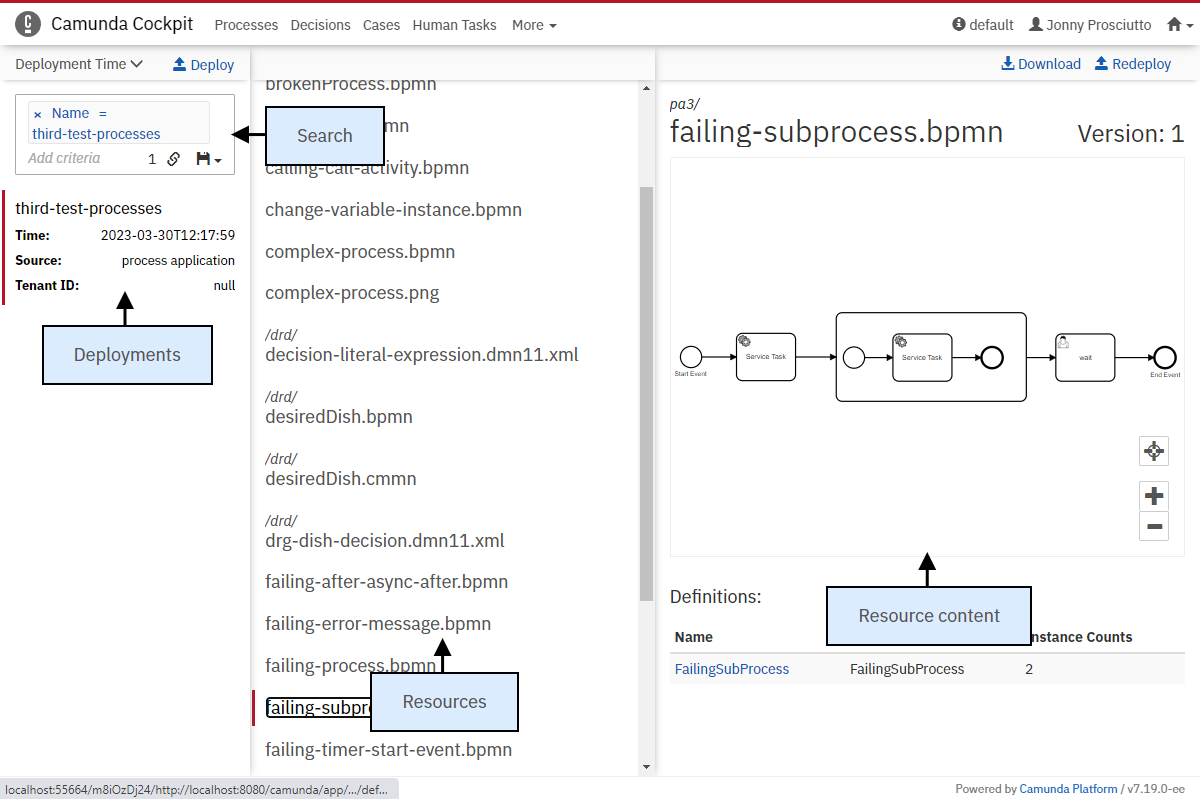 Camunda Cockpit
Processes Decisions Cases Human Tasks More
default Jonny Prosciutto
Deployment Time
Deploy
× Name =
third-test-processes
Add criteria
1
Search
third-test-processes
Time: 2023-03-30T12:17:59
Source: process application
Tenant ID: null
Deployments
brokenProcess.bpmn
mn
calling-call-activity.bpmn
change-variable-instance.bpmn
complex-process.bpmn
complex-process.png
/drd/
decision-literal-expression.dmn11.xml
/drd/
desiredDish.bpmn
/drd/
desiredDish.cmmn
/drd/
drg-dish-decision.dmn11.xml
failing-after-async-after.bpmn
failing-error-message.bpmn
failing-process.bpmn
failing-subpr
Resources
failing-timer-start-event.bpmn
Download Redeploy
pa3/
failing-subprocess.bpmn
Version: 1
Start Event
Service Task
Service Task
wait
End Event
Resource content
Definitions:
Name
nstance Counts
FailingSubProcess FailingSubProcess 2
localhost:55664/m8iOzDj24/http://localhost:8080/camunda/app/.../def...
Powered by Camunda Platform / v7.19.0-ee